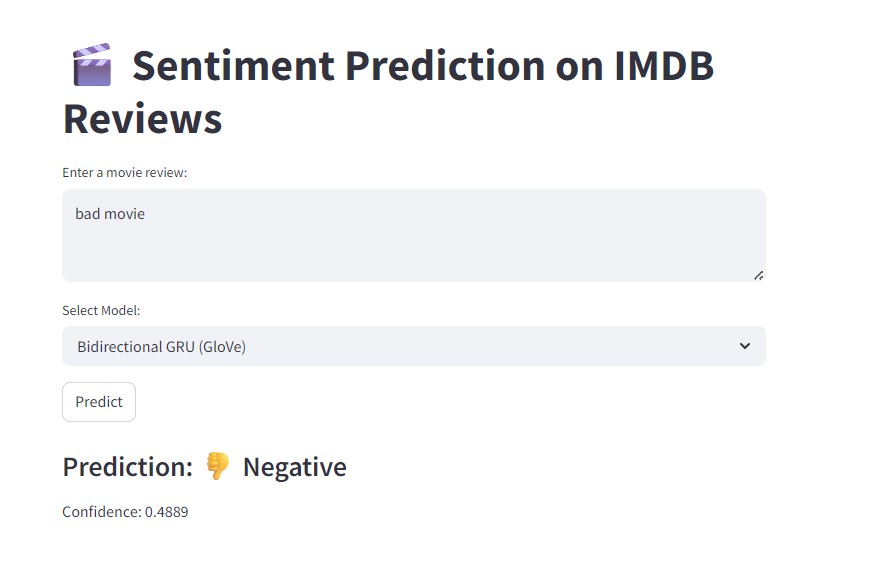 🎬 Sentiment Prediction on IMDB
Reviews
Enter a movie review:
bad movie
Select Model:
Bidirectional GRU (GloVe)
Predict
Prediction: 👎 Negative
Confidence: 0.4889